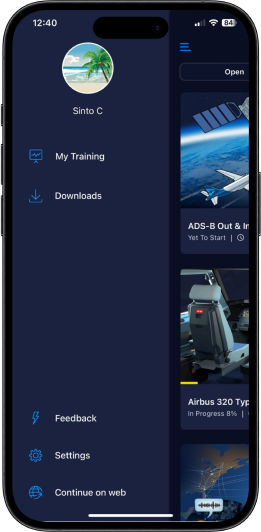 12:40
84
Open
Sinto C
My Training
Downloads
ADS-B Out & In
Yet To Start |
Airbus 320 Typ
In Progress 8% |
Feedback
Settings
Continue on web